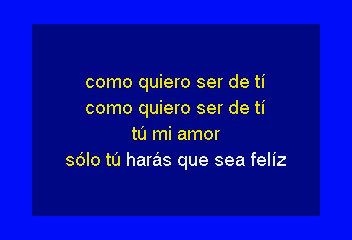 como quiero ser de tí
como quiero ser de tí
tú mi amor
sólo tú harás que sea felíz